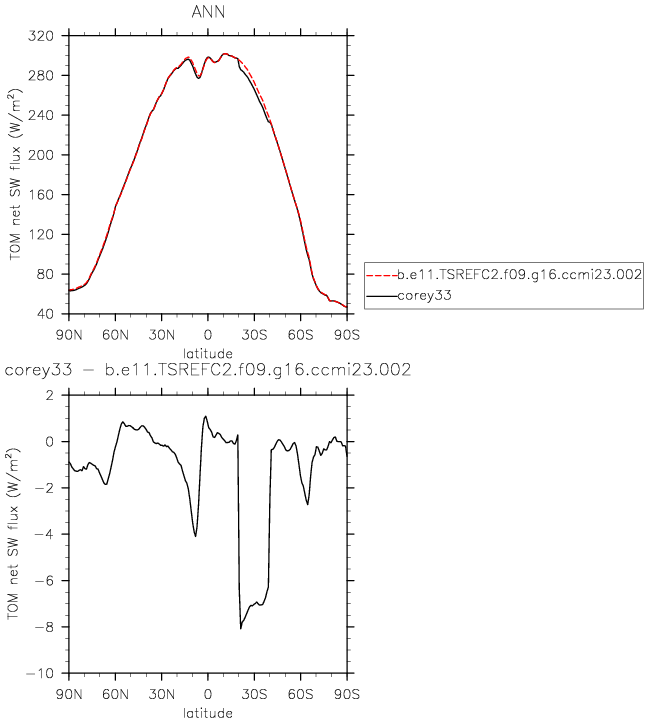 ANN
320
280
240
200
160
120
80
40
TOM net SW flux (W/m²)
90N 60N 30N 0 30S 60S 90S
latitude
b.e11.TSREFC2.f09.g16.ccmi23.002
corey33
corey33 − b.e11.TSREFC2.f09.g16.ccmi23.002
2
0
−2
−4
−6
−8
−10
TOM net SW flux (W/m²)
90N 60N 30N 0 30S 60S 90S
latitude